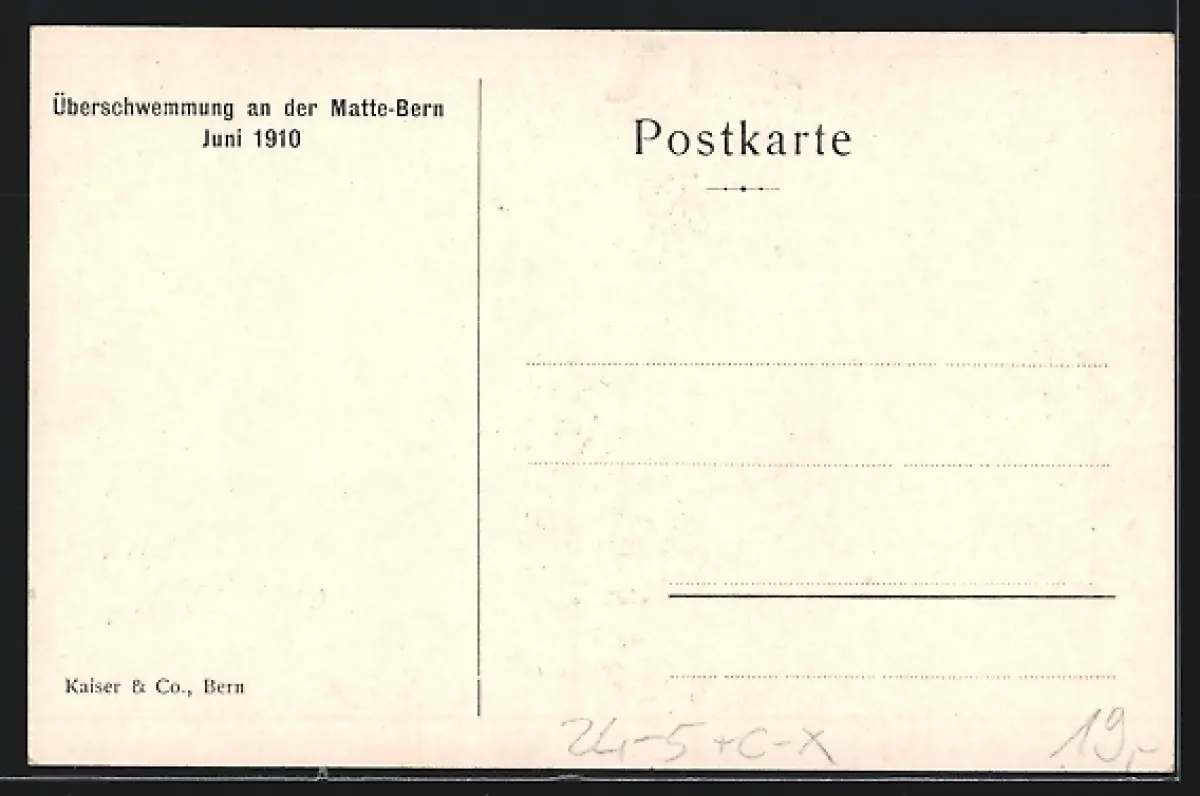 Überschwemmung an der Matte-Bern
Juni 1910
Postkarte
Kaiser & Co., Bern
24-5+C-X
19,-